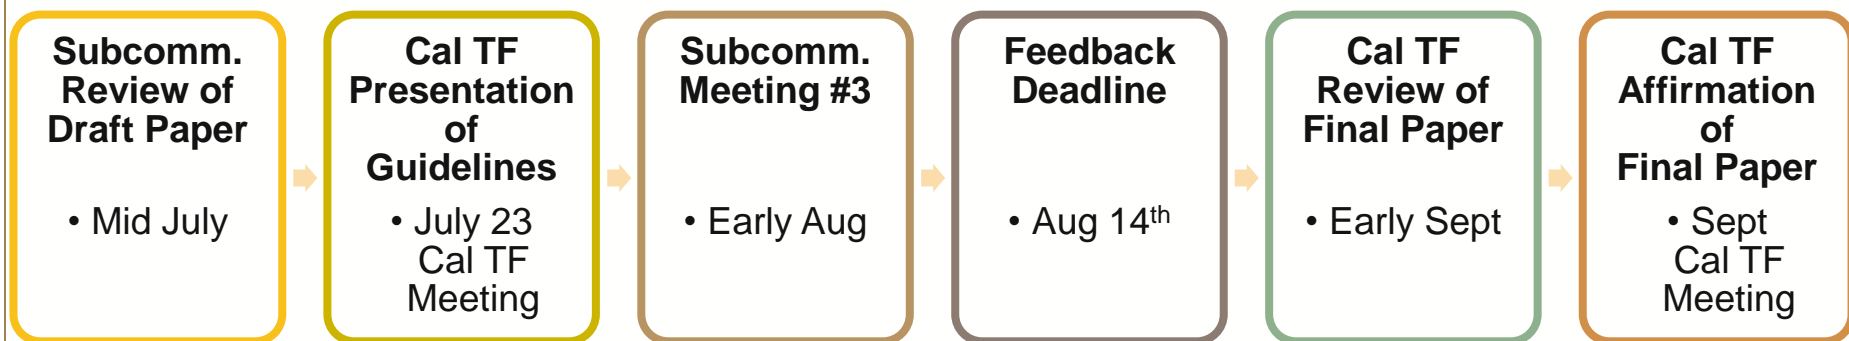 Subcomm.
Review of
Draft Paper
• Mid July
Cal TF
Presentation
of
Guidelines
• July 23
Cal TF
Meeting
Subcomm.
Meeting #3
• Early Aug
Feedback
Deadline
• Aug 14th
Cal TF
Review of
Final Paper
• Early Sept
Cal TF
Affirmation
of
Final Paper
• Sept
Cal TF
Meeting